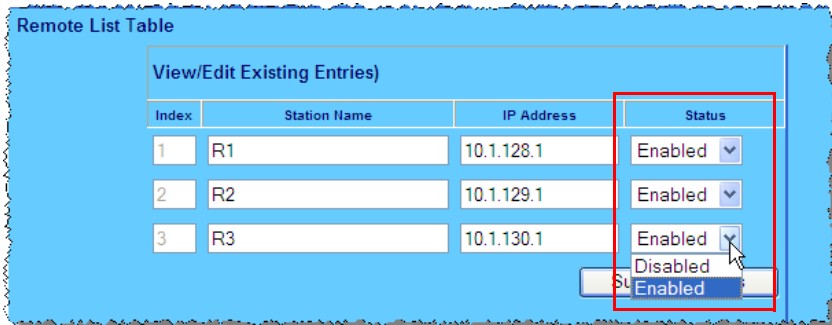 Remote List Table
View/Edit Existing Entries)
Index Station Name IP Address Status
1 R1 10.1.128.1 Enabled
2 R2 10.1.129.1 Enabled
3 R3 10.1.130.1 Enabled
Disabled
Enabled